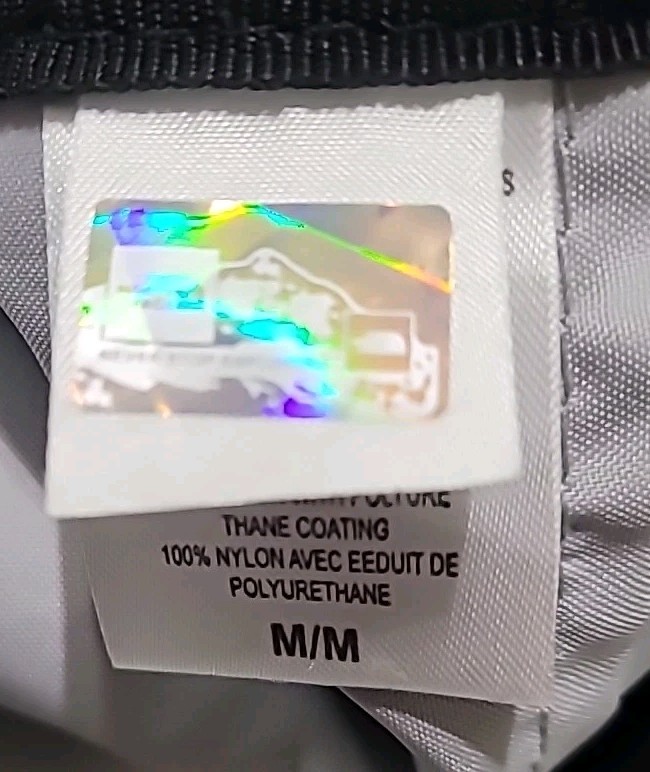 S
THANE COATING
100% NYLON AVEC EEDUIT DE
POLYURETHANE
M/M